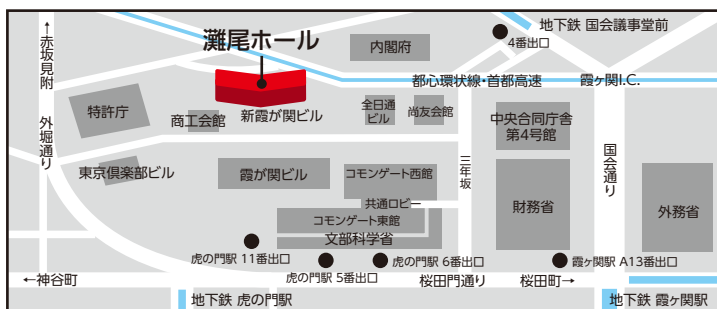 地下鉄 国会議事堂前
4番出口
灘尾ホール
内閣府
←赤坂見附
外堀通り
都心環状線・首都高速
霞ヶ関I.C.
特許庁
商工会館
新霞が関ビル
全日通
ビル
尚友会館
中央合同庁舎
第4号館
国会通り
三年坂
東京倶楽部ビル
霞が関ビル
コモンゲート西館
共通ロビー
コモンゲート東館
文部科学省
財務省
外務省
虎の門駅 11番出口
虎の門駅 5番出口
虎の門駅 6番出口
霞ヶ関駅 A13番出口
←神谷町
桜田門通り
桜田町→
地下鉄 虎の門駅
地下鉄 霞ヶ関駅